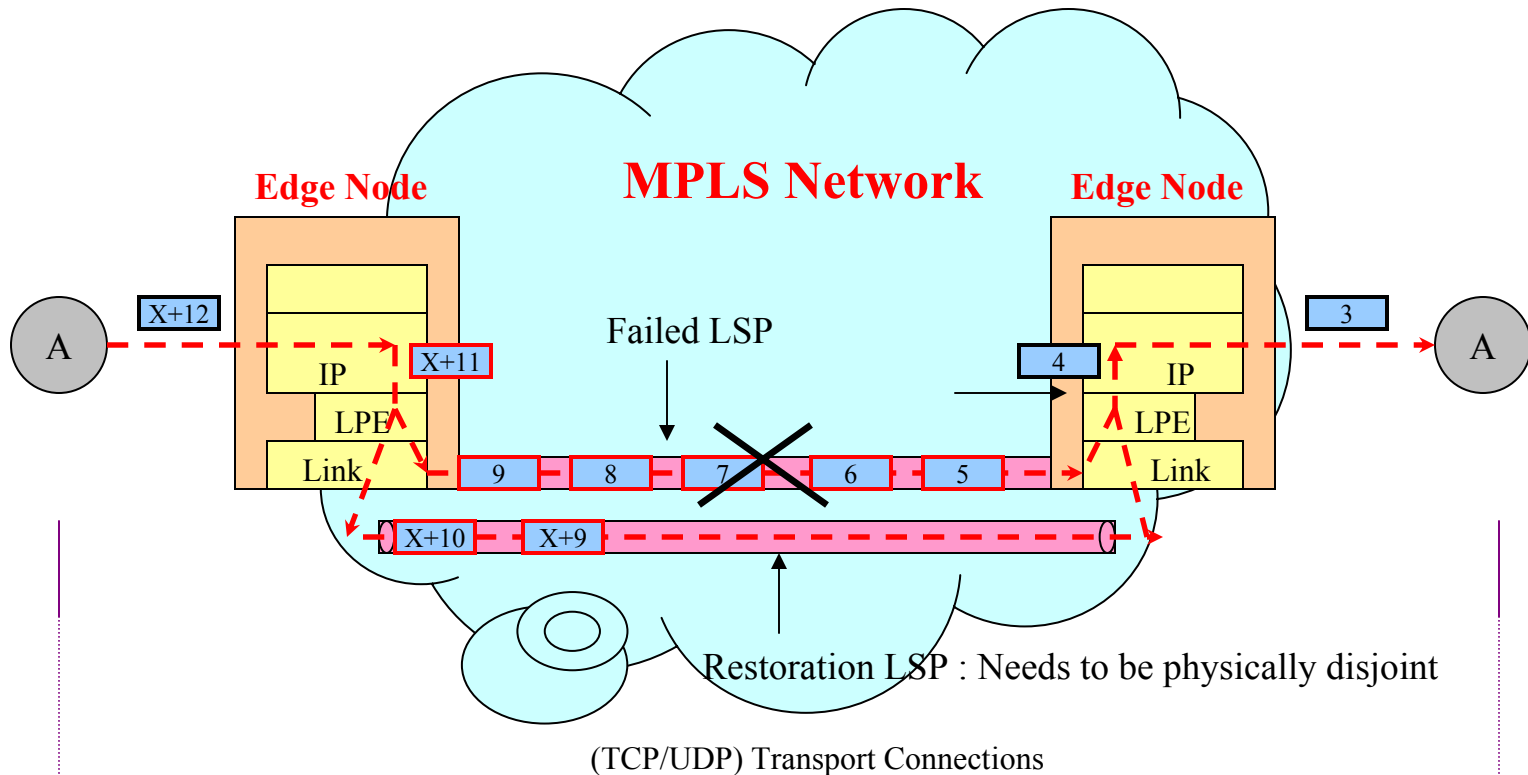 MPLS Network
Edge Node
Edge Node
X+12
3
A
A
Failed LSP
X+11
4
IP
IP
LPE
LPE
Link
Link
9
8
7
6
5
X+10
X+9
Restoration LSP : Needs to be physically disjoint
(TCP/UDP) Transport Connections